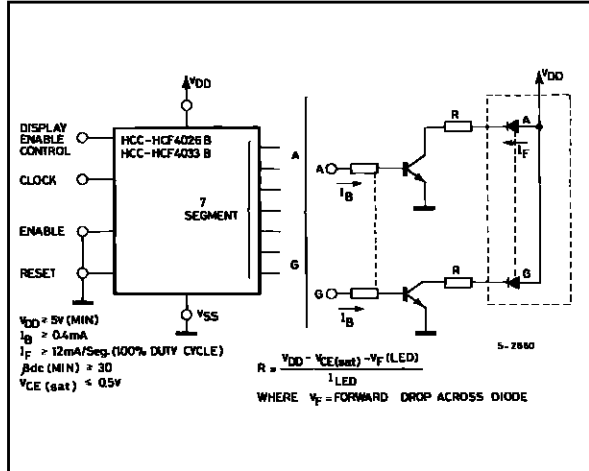 VDD
DISPLAY
ENABLE
CONTROL
HCC-HCF4026 B
HCC-HCF4033 B
CLOCK
7
SEGMENT
ENABLE
RESET
A
G
VSS
VDD
R
A
IF
A
IB
R
G
G
IB
VDD ≥ 5V (MIN)
IB ≥ 0.4mA
IF ≥ 12mA/Seg. (100% DUTY CYCLE)
βdc (MIN) ≥ 30
VCE (sat) ≤ 0.5V
R = VDD - VCE(sat) - VF (LED)
I LED
WHERE VF = FORWARD DROP ACROSS DIODE
S-2660